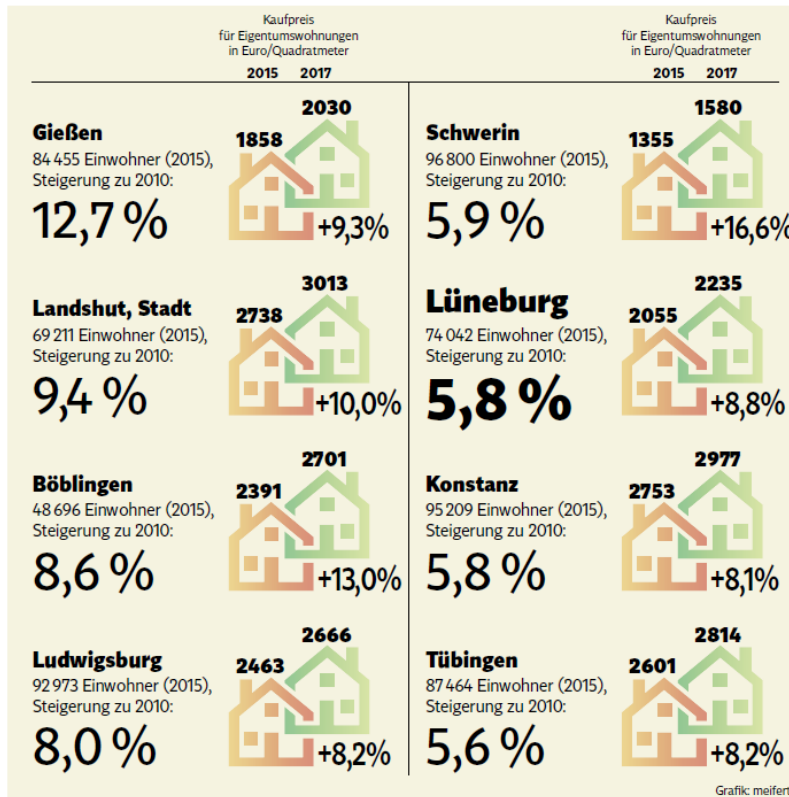 Kaufpreis
für Eigentumswohnungen
in Euro/Quadratmeter
2015 2017
Gießen
84 455 Einwohner (2015),
Steigerung zu 2010:
12,7 %
1858
2030
+9,3%
Landshut, Stadt
69 211 Einwohner (2015),
Steigerung zu 2010:
9,4 %
2738
3013
+10,0%
Böblingen
48 696 Einwohner (2015),
Steigerung zu 2010:
8,6 %
2391
2701
+13,0%
Ludwigsburg
92 973 Einwohner (2015),
Steigerung zu 2010:
8,0 %
2463
2666
+8,2%
Kaufpreis
für Eigentumswohnungen
in Euro/Quadratmeter
2015 2017
Schwerin
96 800 Einwohner (2015),
Steigerung zu 2010:
5,9 %
1355
1580
+16,6%
Lüneburg
74 042 Einwohner (2015),
Steigerung zu 2010:
5,8 %
2055
2235
+8,8%
Konstanz
95 209 Einwohner (2015),
Steigerung zu 2010:
5,8 %
2753
2977
+8,1%
Tübingen
87 464 Einwohner (2015),
Steigerung zu 2010:
5,6 %
2601
2814
+8,2%
Grafik: meifert